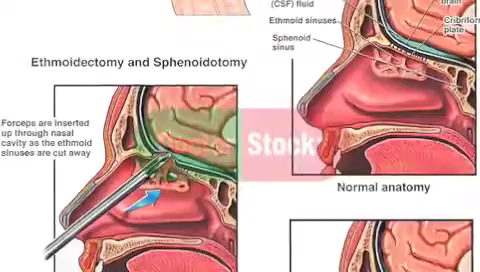 (CSF) fluid
Ethmoid sinuses
Sphenoid
sinus
brain
Cribriform
plate
Ethmoidectomy and Sphenoidotomy
Forceps are inserted
up through nasal
cavity as the ethmoid
sinuses are cut away
Stock
Normal anatomy